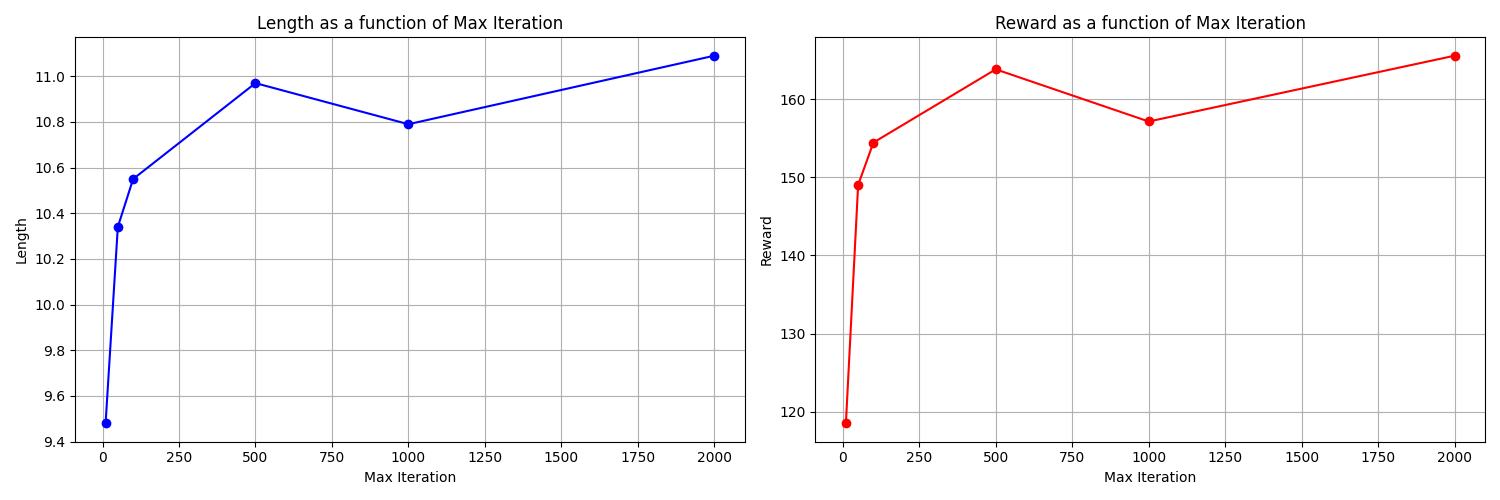 Length as a function of Max Iteration
Length
11.0
10.8
10.6
10.4
10.2
10.0
9.8
9.6
9.4
0 250 500 750 1000 1250 1500 1750 2000
Max Iteration
Reward as a function of Max Iteration
Reward
160
150
140
130
120
0 250 500 750 1000 1250 1500 1750 2000
Max Iteration